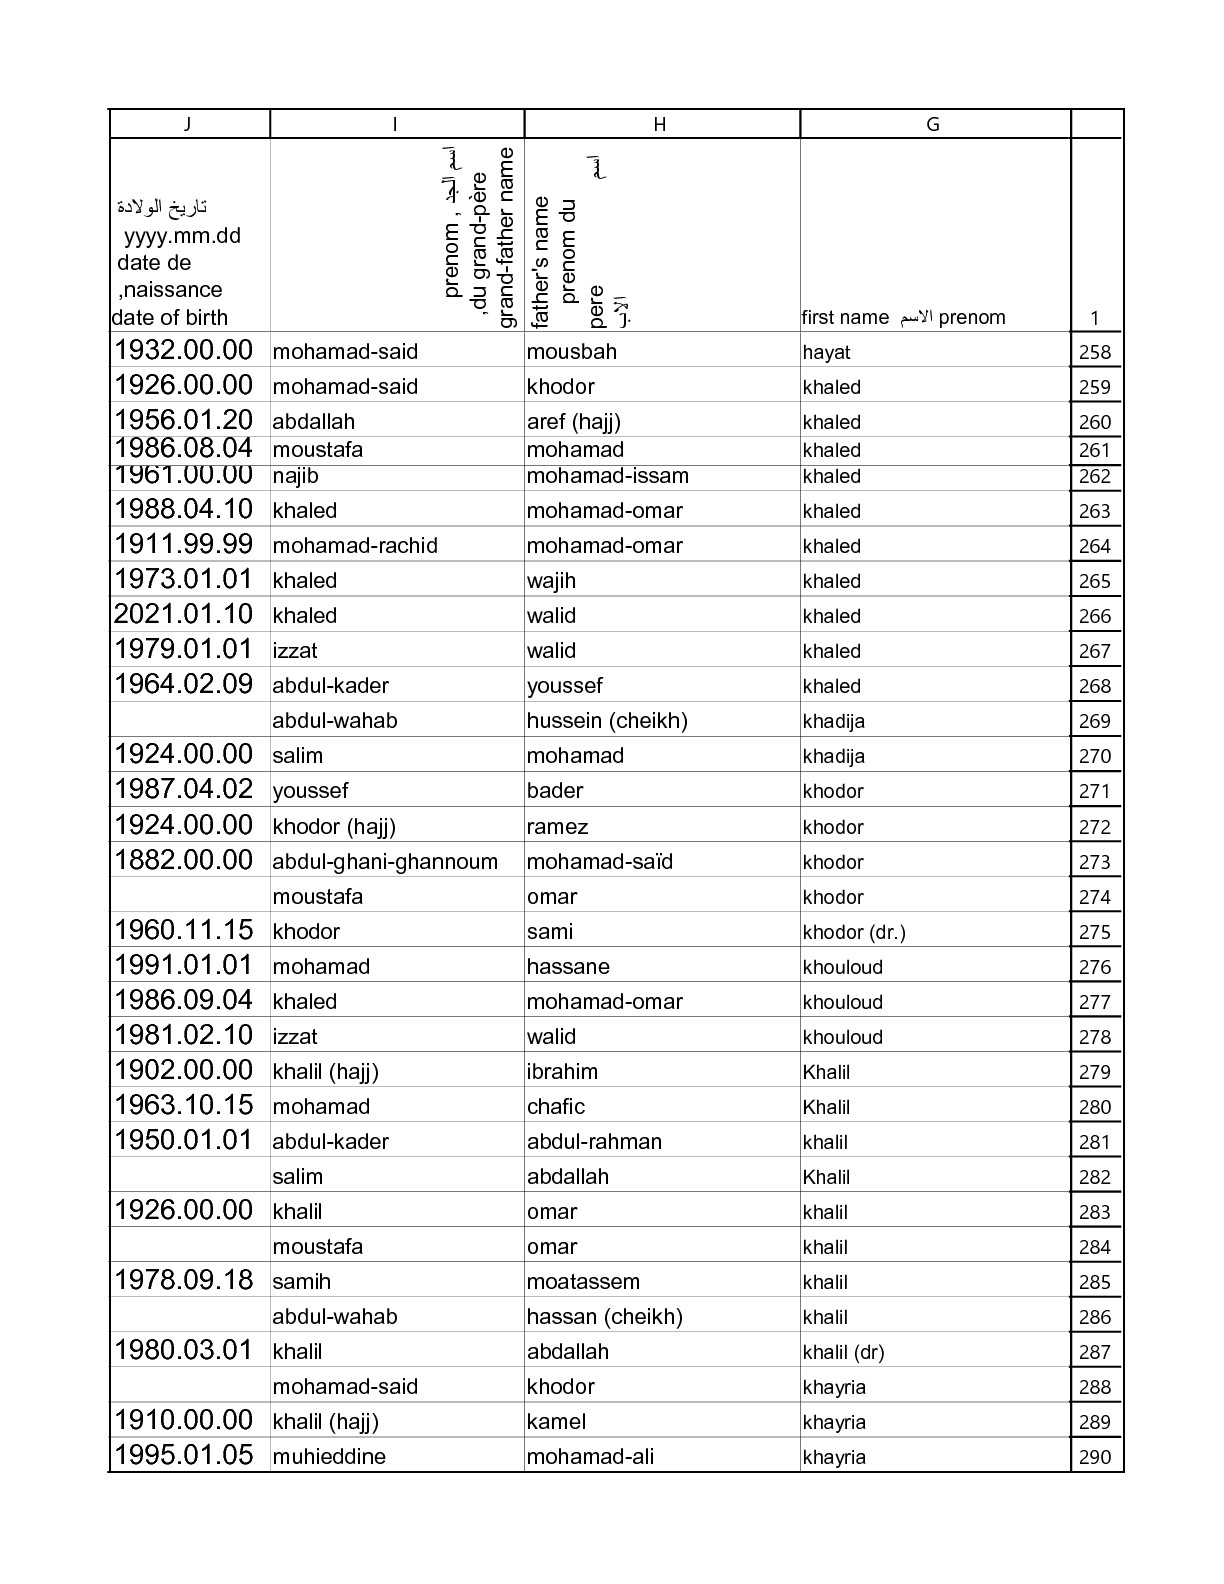 J I H G
تاريخ الولادة
yyyy.mm.dd
date de
,naissance
date of birth
prenom , اسم الجد
,du grand-père
grand-father name
father's name
prenom du
pere اسم
الاب
first name الاسم prenom
1
1932.00.00 mohamad-said mousbah hayat 258
1926.00.00 mohamad-said khodor khaled 259
1956.01.20 abdallah aref (hajj) khaled 260
1986.08.04 moustafa mohamad khaled 261
1961.00.00 najib mohamad-issam khaled 262
1988.04.10 khaled mohamad-omar khaled 263
1911.99.99 mohamad-rachid mohamad-omar khaled 264
1973.01.01 khaled wajih khaled 265
2021.01.10 khaled walid khaled 266
1979.01.01 izzat walid khaled 267
1964.02.09 abdul-kader youssef khaled 268
abdul-wahab hussein (cheikh) khadija 269
1924.00.00 salim mohamad khadija 270
1987.04.02 youssef bader khodor 271
1924.00.00 khodor (hajj) ramez khodor 272
1882.00.00 abdul-ghani-ghannoum mohamad-saïd khodor 273
moustafa omar khodor 274
1960.11.15 khodor sami khodor (dr.) 275
1991.01.01 mohamad hassane khouloud 276
1986.09.04 khaled mohamad-omar khouloud 277
1981.02.10 izzat walid khouloud 278
1902.00.00 khalil (hajj) ibrahim Khalil 279
1963.10.15 mohamad chafic Khalil 280
1950.01.01 abdul-kader abdul-rahman khalil 281
salim abdallah Khalil 282
1926.00.00 khalil omar khalil 283
moustafa omar khalil 284
1978.09.18 samih moatassem khalil 285
abdul-wahab hassan (cheikh) khalil 286
1980.03.01 khalil abdallah khalil (dr) 287
mohamad-said khodor khayria 288
1910.00.00 khalil (hajj) kamel khayria 289
1995.01.05 muhieddine mohamad-ali khayria 290